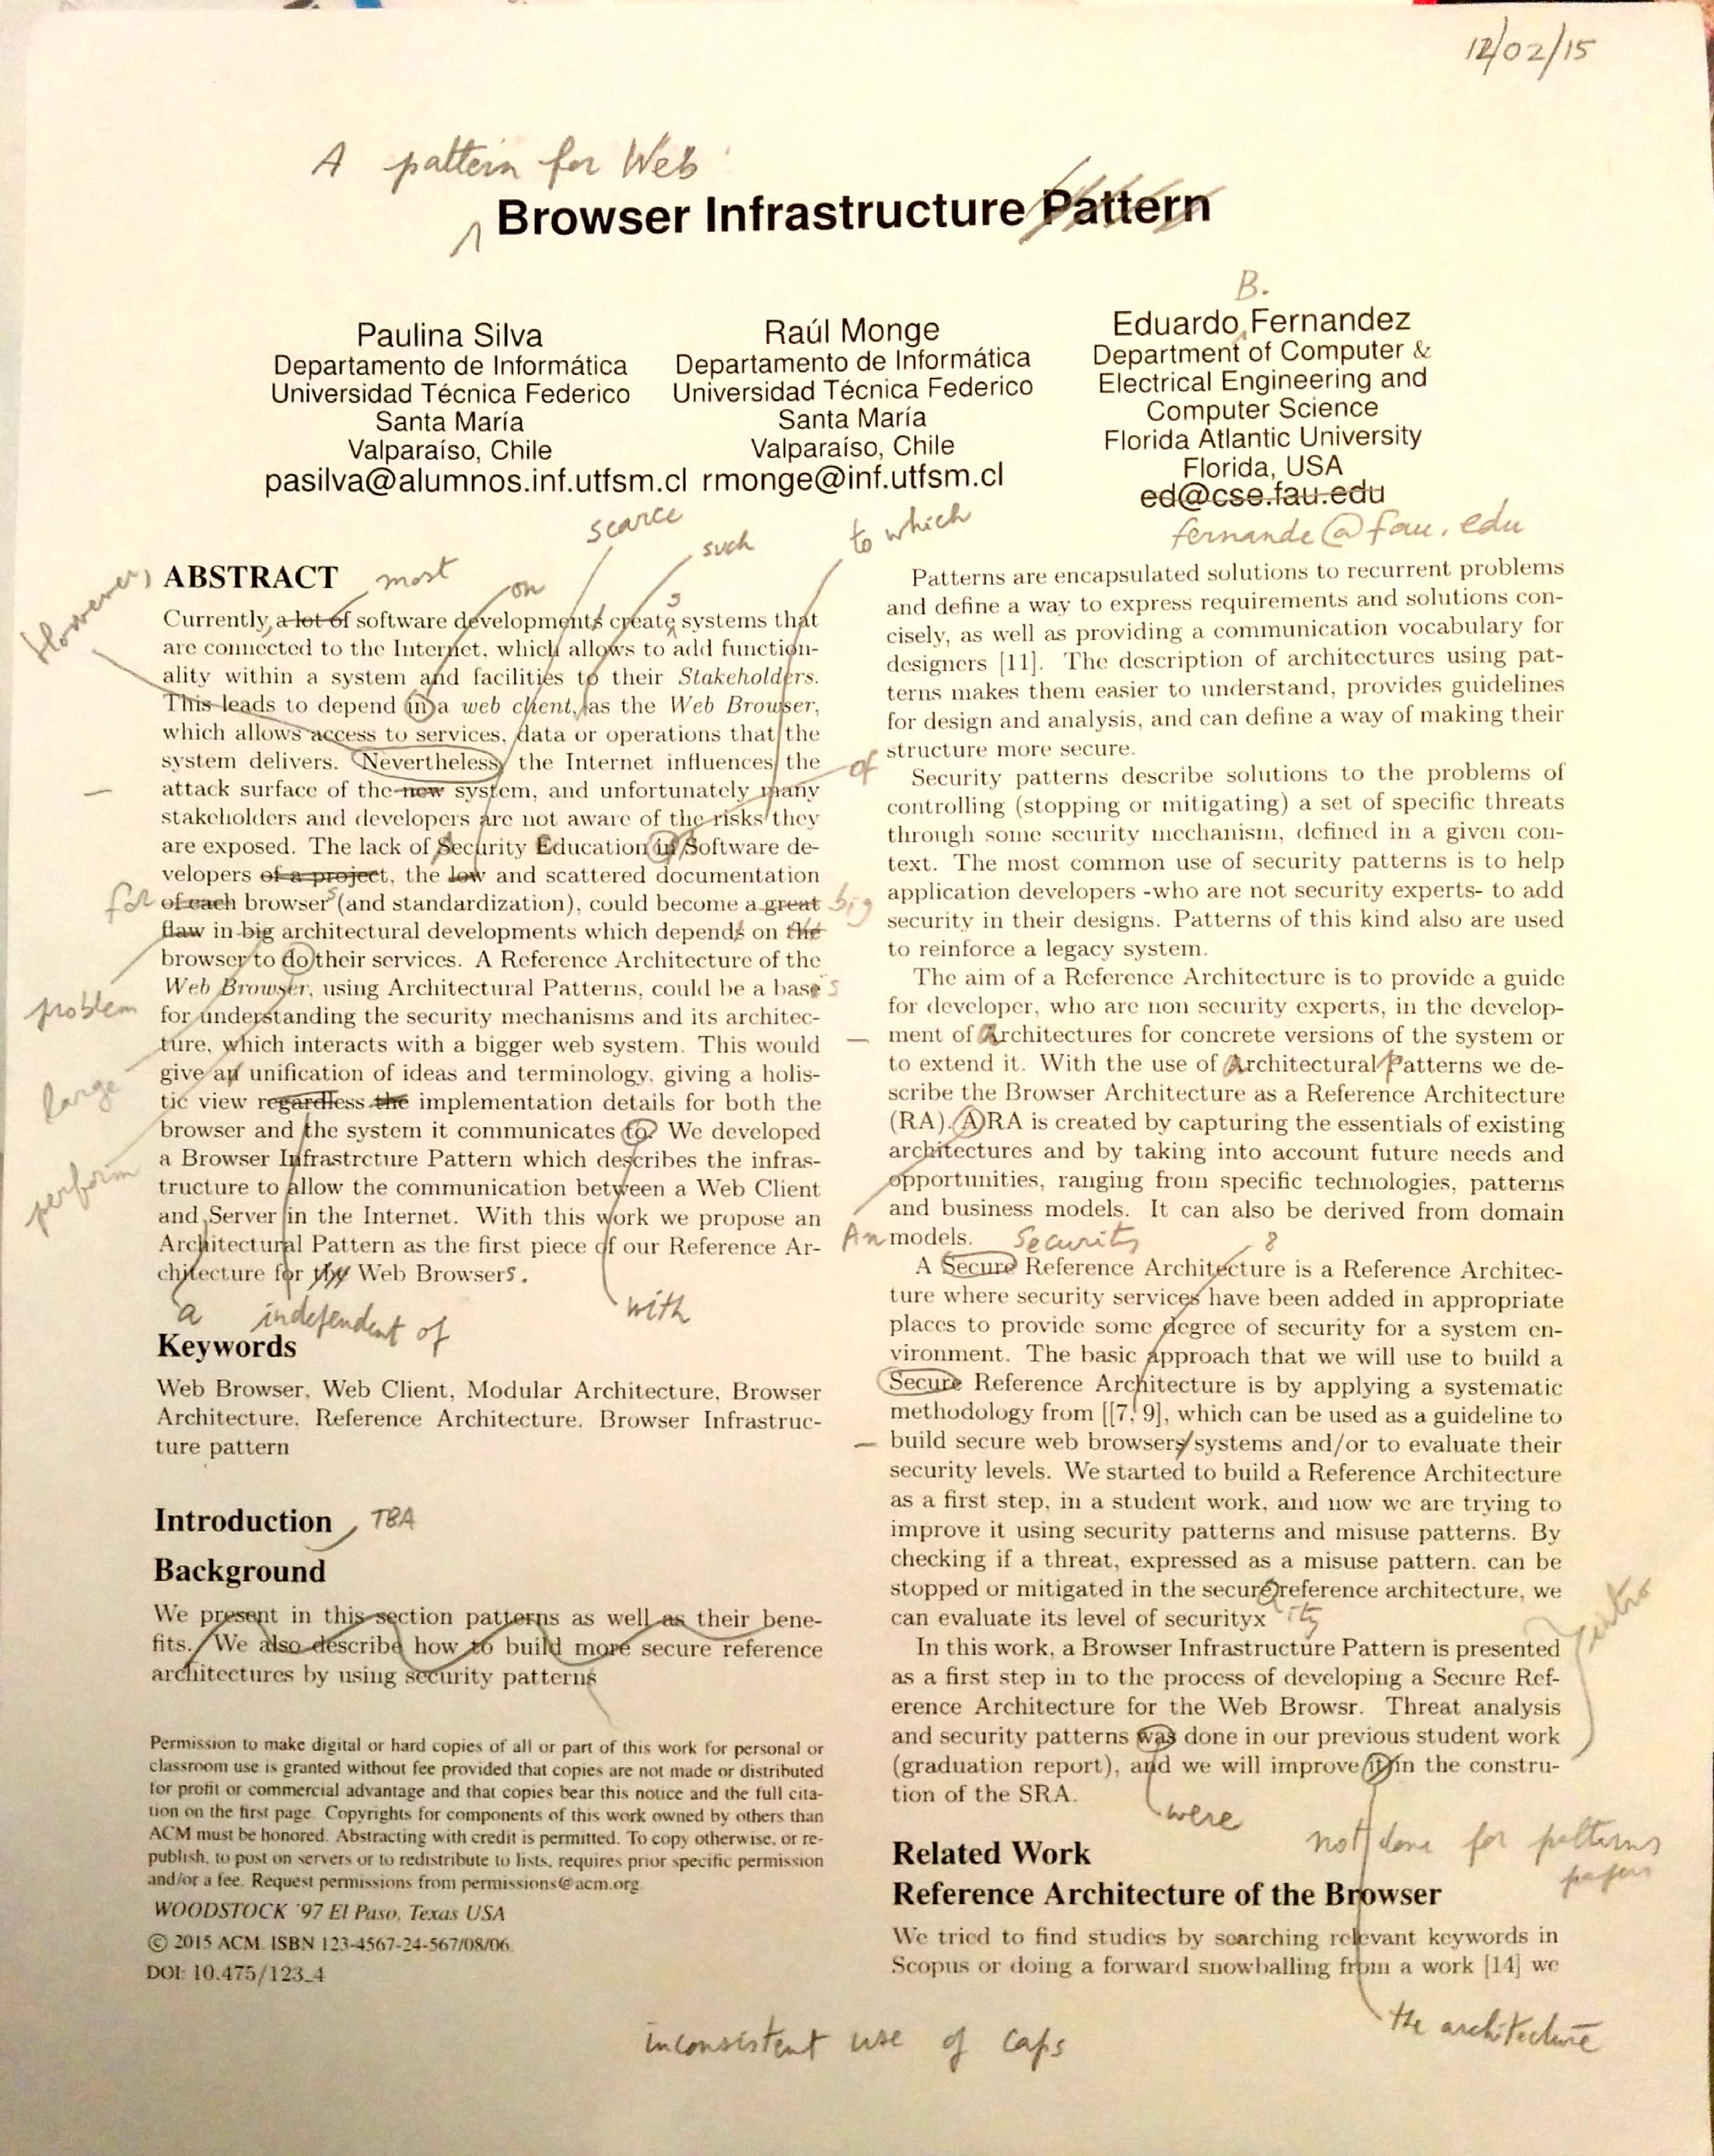 12/02/15
A pattern for Web
Browser Infrastructure Pattern
B.
Paulina Silva
Departamento de Informática
Universidad Técnica Federico
Santa María
Valparaíso, Chile
pasilva@alumnos.inf.utfsm.cl
Raúl Monge
Departamento de Informática
Universidad Técnica Federico
Santa María
Valparaíso, Chile
rmonge@inf.utfsm.cl
Eduardo Fernandez
Department of Computer &
Electrical Engineering and
Computer Science
Florida Atlantic University
Florida, USA
ed@cse.fau.edu
fernande@fau.edu
scarce
such
to which
However,
most
on
s
ABSTRACT
Currently, a lot of software developments create systems that
are connected to the Internet, which allows to add function-
ality within a system and facilities to their Stakeholders.
This leads to depend in a web client, as the Web Browser,
which allows access to services, data or operations that the
system delivers. Nevertheless, the Internet influences the
attack surface of the new system, and unfortunately many
stakeholders and developers are not aware of the risks they
are exposed. The lack of Security Education in Software de-
velopers of a project, the low and scattered documentation
of each browser (and standardization), could become a great
flaw in big architectural developments which depends on the
browser to do their services. A Reference Architecture of the
Web Browser, using Architectural Patterns, could be a base
for understanding the security mechanisms and its architec-
ture, which interacts with a bigger web system. This would
give an unification of ideas and terminology, giving a holis-
tic view regardless the implementation details for both the
browser and the system it communicates to. We developed
a Browser Infrastrcture Pattern which describes the infras-
tructure to allow the communication between a Web Client
and Server in the Internet. With this work we propose an
Architectural Pattern as the first piece of our Reference Ar-
chitecture for the Web Browsers.
of
for
s
big
problem
is
large
perform
a
independent of
with
Keywords
Web Browser, Web Client, Modular Architecture, Browser
Architecture, Reference Architecture, Browser Infrastruc-
ture pattern
Introduction
TBA
Background
We present in this section patterns as well as their bene-
fits. We also describe how to build more secure reference
architectures by using security patterns
Permission to make digital or hard copies of all or part of this work for personal or
classroom use is granted without fee provided that copies are not made or distributed
for profit or commercial advantage and that copies bear this notice and the full cita-
tion on the first page. Copyrights for components of this work owned by others than
ACM must be honored. Abstracting with credit is permitted. To copy otherwise, or re-
publish, to post on servers or to redistribute to lists, requires prior specific permission
and/or a fee. Request permissions from permissions@acm.org.
WOODSTOCK '97 El Paso, Texas USA
© 2015 ACM. ISBN 123-4567-24-567/08/06.
DOI: 10.475/123_4
Patterns are encapsulated solutions to recurrent problems
and define a way to express requirements and solutions con-
cisely, as well as providing a communication vocabulary for
designers [11]. The description of architectures using pat-
terns makes them easier to understand, provides guidelines
for design and analysis, and can define a way of making their
structure more secure.
Security patterns describe solutions to the problems of
controlling (stopping or mitigating) a set of specific threats
through some security mechanism, defined in a given con-
text. The most common use of security patterns is to help
application developers -who are not security experts- to add
security in their designs. Patterns of this kind also are used
to reinforce a legacy system.
The aim of a Reference Architecture is to provide a guide
for developer, who are non security experts, in the develop-
ment of Architectures for concrete versions of the system or
to extend it. With the use of Architectural Patterns we de-
scribe the Browser Architecture as a Reference Architecture
(RA). A RA is created by capturing the essentials of existing
architectures and by taking into account future needs and
opportunities, ranging from specific technologies, patterns
and business models. It can also be derived from domain
An models.
Security
8
A Secure Reference Architecture is a Reference Architec-
ture where security services have been added in appropriate
places to provide some degree of security for a system en-
vironment. The basic approach that we will use to build a
Secure Reference Architecture is by applying a systematic
methodology from [[7, 9], which can be used as a guideline to
build secure web browsers systems and/or to evaluate their
security levels. We started to build a Reference Architecture
as a first step, in a student work, and now we are trying to
improve it using security patterns and misuse patterns. By
checking if a threat, expressed as a misuse pattern. can be
stopped or mitigated in the secure reference architecture, we
can evaluate its level of securityx
ity
intro
In this work, a Browser Infrastructure Pattern is presented
as a first step in to the process of developing a Secure Ref-
erence Architecture for the Web Browsr. Threat analysis
and security patterns was done in our previous student work
(graduation report), and we will improve it in the constru-
tion of the SRA.
were
not done for patterns
papers
Related Work
Reference Architecture of the Browser
We tried to find studies by searching relevant keywords in
Scopus or doing a forward snowballing from a work [14] we
the architecture
inconsistent use of caps